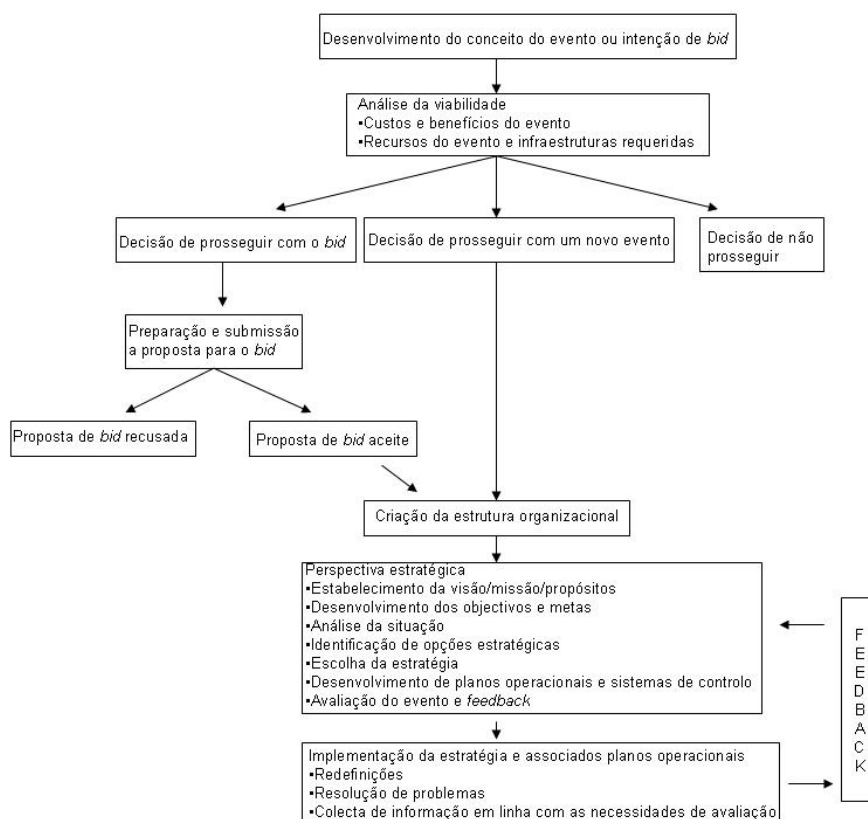 Desenvolvimento do conceito do evento ou intenção de bid
Análise da viabilidade
▪Custos e benefícios do evento
▪Recursos do evento e infraestruturas requeridas
Decisão de prosseguir com o bid
Decisão de prosseguir com um novo evento
Decisão de não
prosseguir
Preparação e submissão
a proposta para o bid
Proposta de bid recusada
Proposta de bid aceite
Criação da estrutura organizacional
Perspectiva estratégica
▪Estabelecimento da visão/missão/propósitos
▪Desenvolvimento dos objectivos e metas
▪Análise da situação
▪Identificação de opções estratégicas
▪Escolha da estratégia
▪Desenvolvimento de planos operacionais e sistemas de controlo
▪Avaliação do evento e feedback
F
E
E
D
B
A
C
K
Implementação da estratégia e associados planos operacionais
▪Redefinições
▪Resolução de problemas
▪Colecta de informação em linha com as necessidades de avaliação